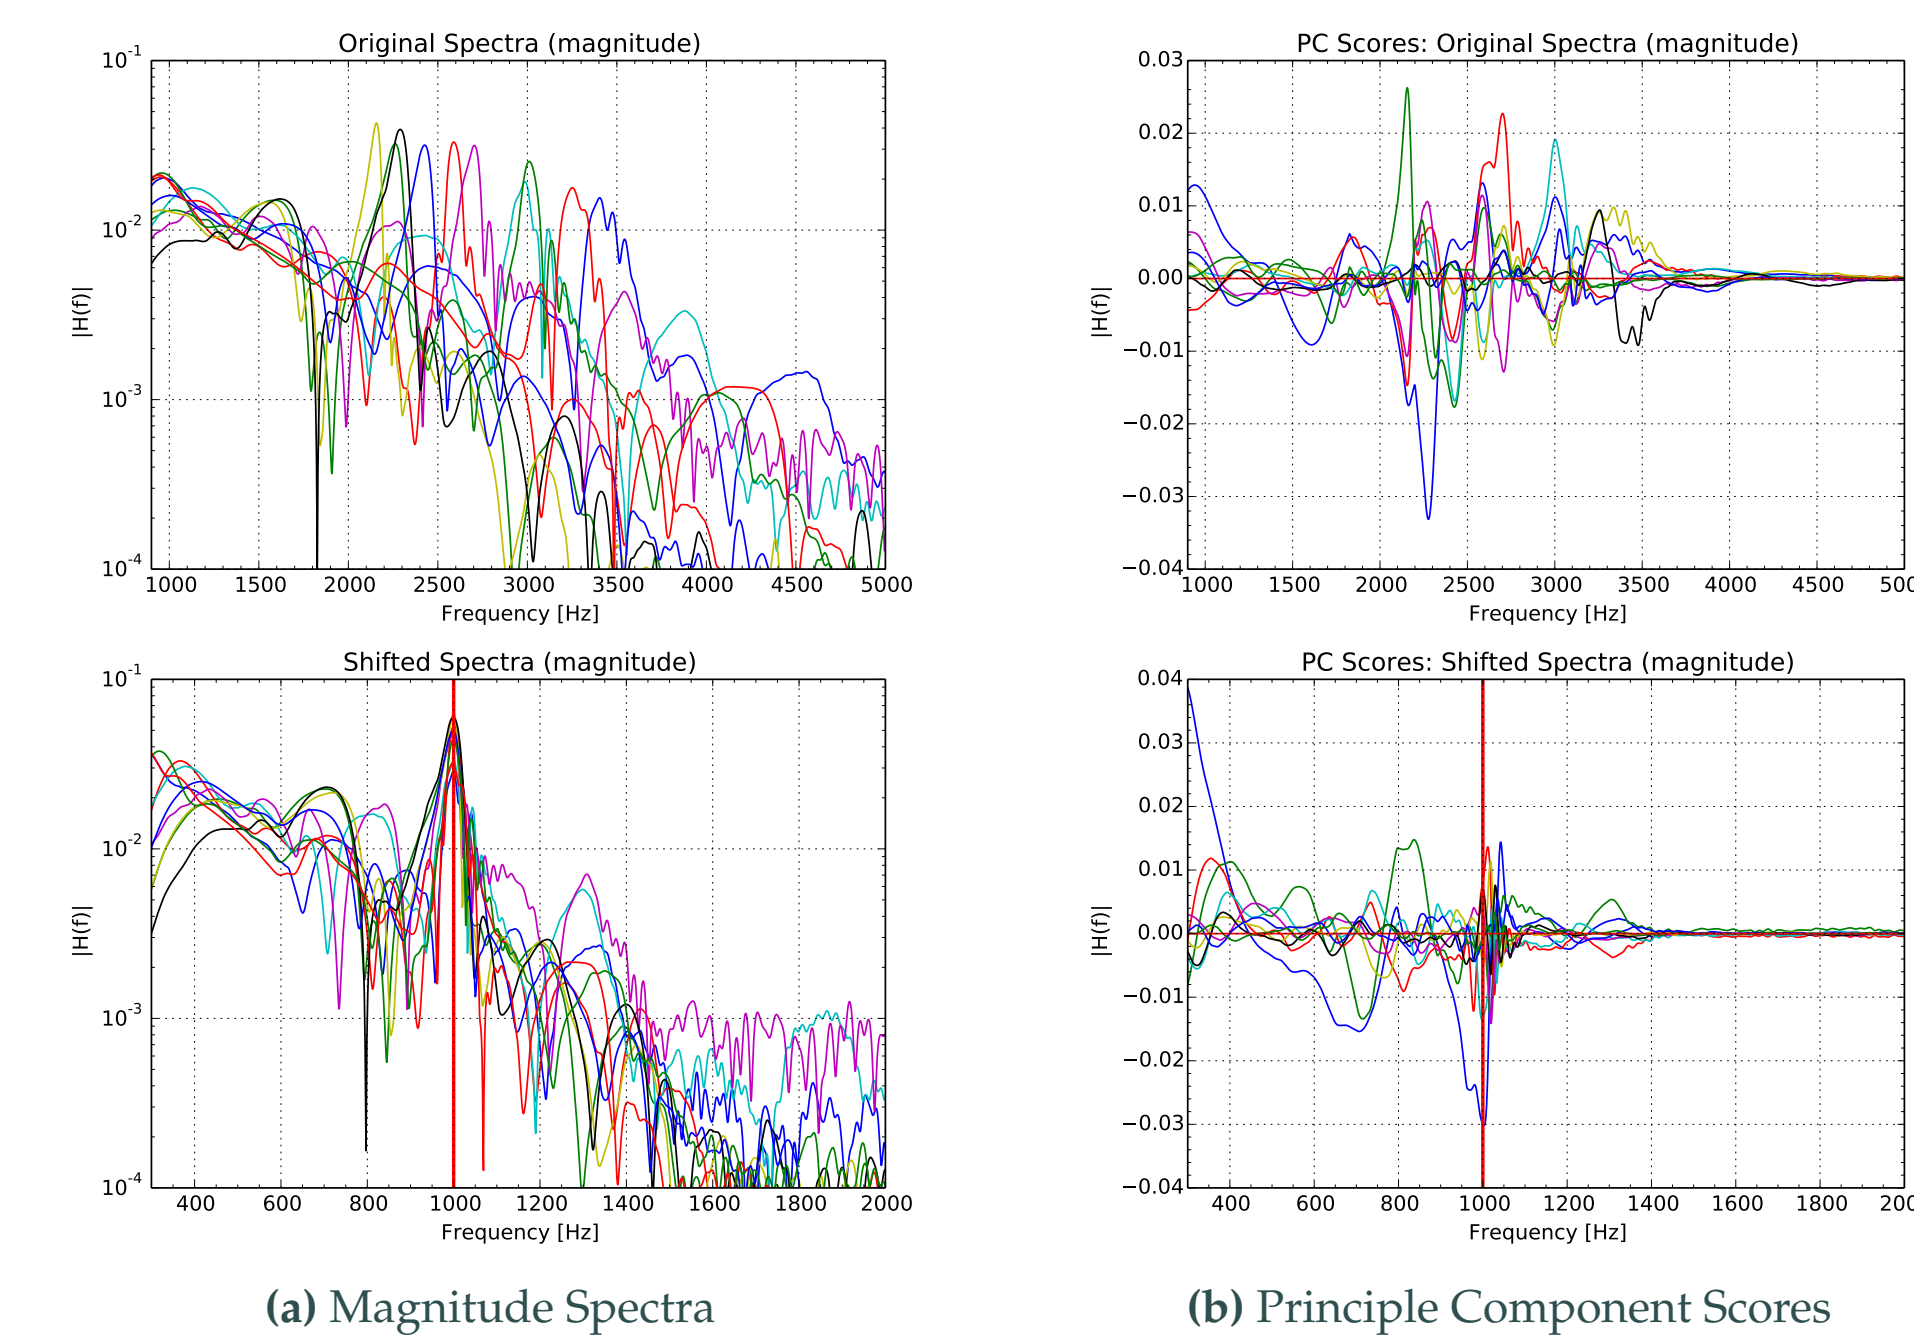 Original Spectra (magnitude)
10^-1
10^-2
10^-3
10^-4
|H(f)|
1000 1500 2000 2500 3000 3500 4000 4500 5000
Frequency [Hz]
PC Scores: Original Spectra (magnitude)
0.03
0.02
0.01
0.00
−0.01
−0.02
−0.03
−0.04
|H(f)|
1000 1500 2000 2500 3000 3500 4000 4500 500
Frequency [Hz]
Shifted Spectra (magnitude)
10^-1
10^-2
10^-3
10^-4
|H(f)|
400 600 800 1000 1200 1400 1600 1800 2000
Frequency [Hz]
PC Scores: Shifted Spectra (magnitude)
0.04
0.03
0.02
0.01
0.00
−0.01
−0.02
−0.03
−0.04
|H(f)|
400 600 800 1000 1200 1400 1600 1800 200
Frequency [Hz]
(a) Magnitude Spectra
(b) Principle Component Scores